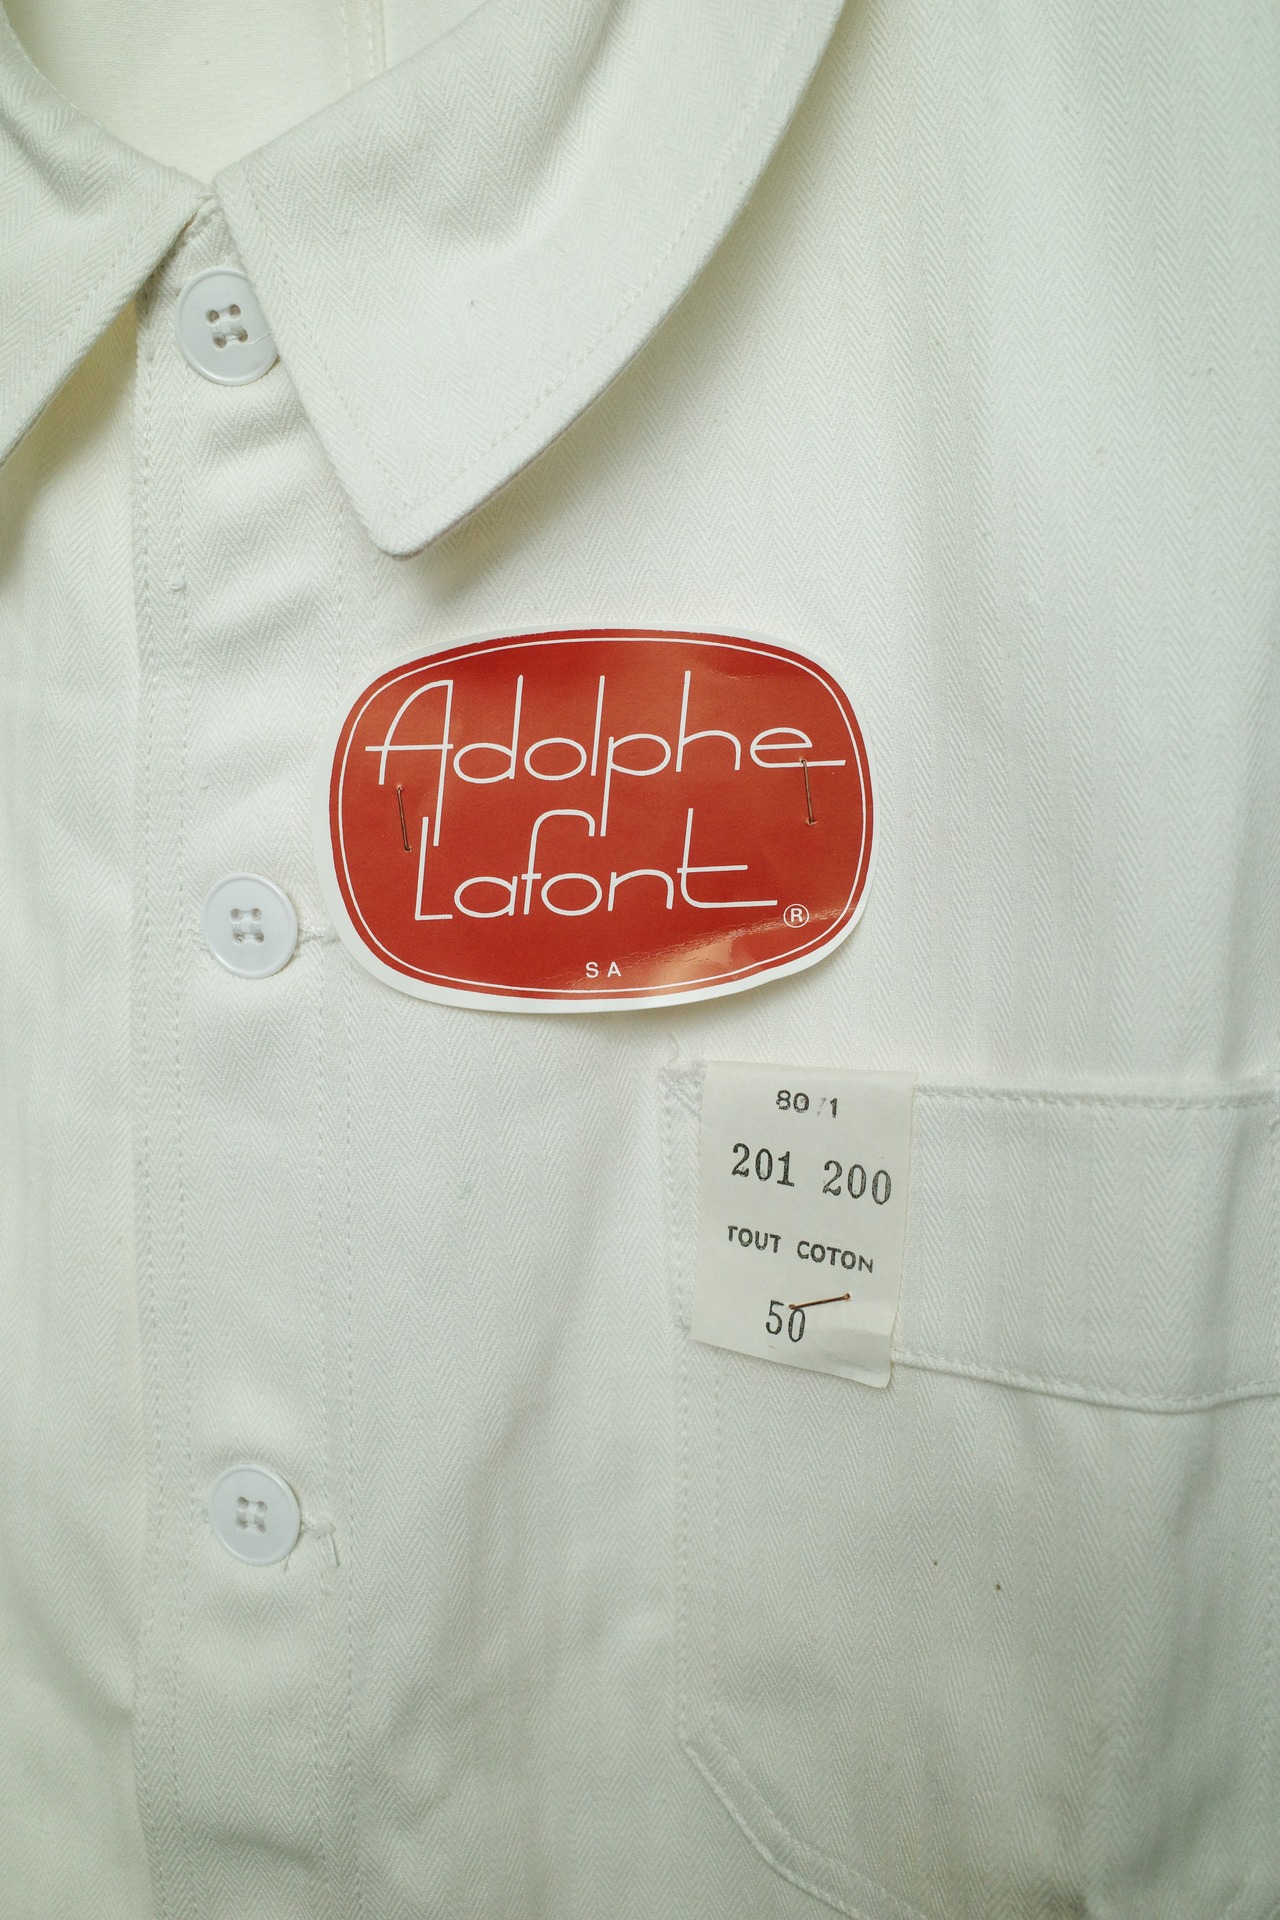 Adolphe
Lafont
®
SA
80/1
201 200
TOUT COTON
50